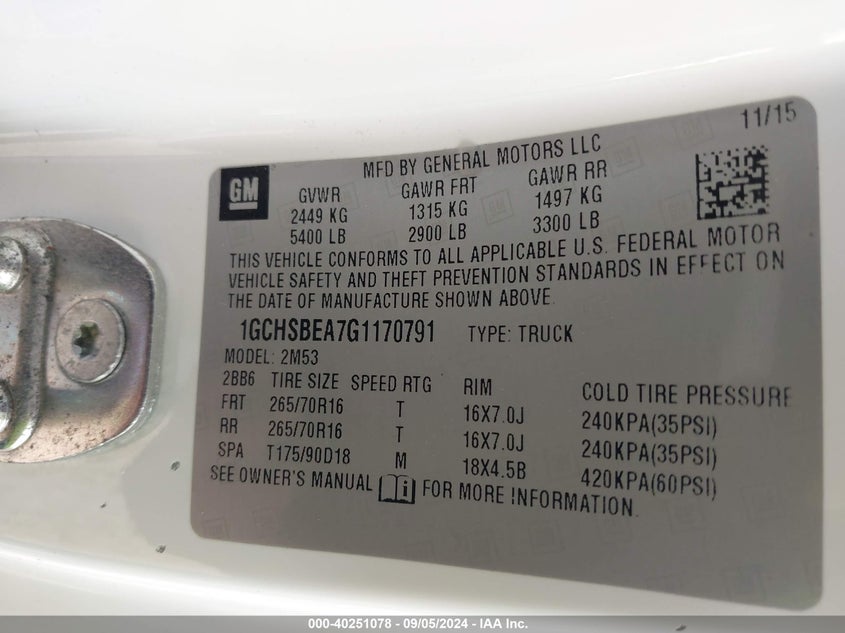 11/15
MFD BY GENERAL MOTORS LLC
GM
GVWR GAWR FRT GAWR RR
2449 KG 1315 KG 1497 KG
5400 LB 2900 LB 3300 LB
THIS VEHICLE CONFORMS TO ALL APPLICABLE U.S. FEDERAL MOTOR
VEHICLE SAFETY AND THEFT PREVENTION STANDARDS IN EFFECT ON
THE DATE OF MANUFACTURE SHOWN ABOVE.
1GCHSBEA7G1170791 TYPE: TRUCK
MODEL: 2M53
2BB6 TIRE SIZE SPEED RTG RIM COLD TIRE PRESSURE
FRT 265/70R16 T 16X7.0J 240KPA(35PSI)
RR 265/70R16 T 16X7.0J 240KPA(35PSI)
SPA T175/90D18 M 18X4.5B 420KPA(60PSI)
SEE OWNER'S MANUAL FOR MORE INFORMATION.
000-40251078 - 09/05/2024 - IAA Inc.